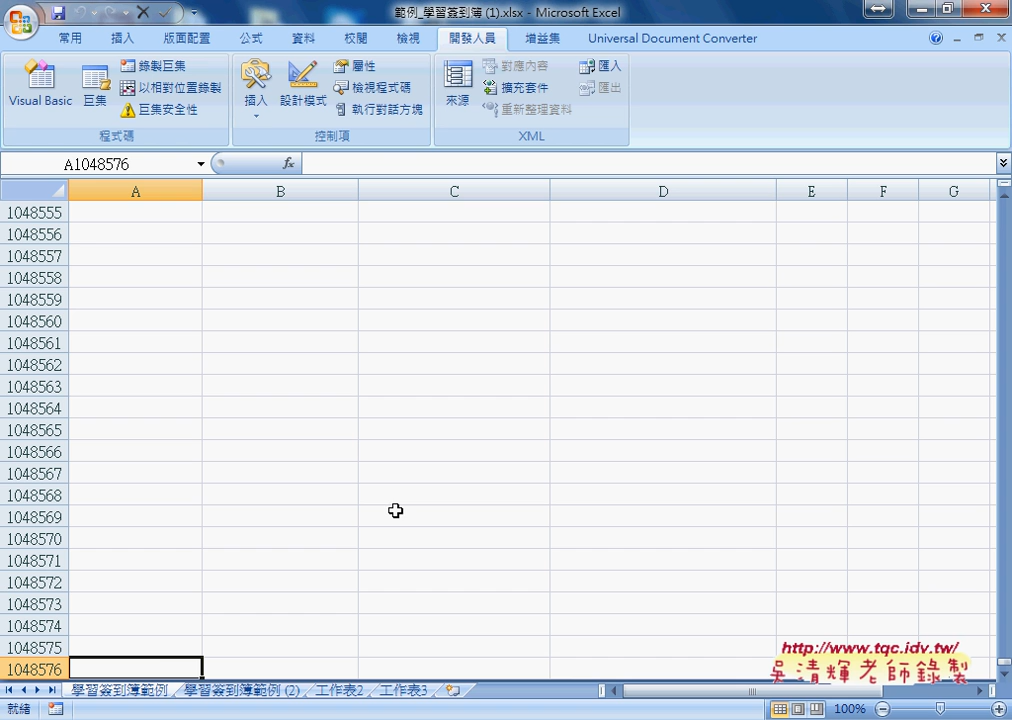 範例_學習簽到簿 (1).xlsx - Microsoft Excel
常用 插入 版面配置 公式 資料 校閱 檢視 開發人員 增益集 Universal Document Converter
Visual Basic 巨集 錄製巨集 以相對位置錄製 巨集安全性 插入 設計模式 屬性 檢視程式碼 執行對話方塊 來源 對應內容 擴充套件 重新整理資料 匯入 匯出
程式碼 控制項 XML
A1048576 fx
A B C D E F G
1048555
1048556
1048557
1048558
1048559
1048560
1048561
1048562
1048563
1048564
1048565
1048566
1048567
1048568
1048569
1048570
1048571
1048572
1048573
1048574
1048575
1048576
http://www.tqc.idv.tw/
吳清輝老師錄製
學習簽到簿範例 學習簽到簿範例 (2) 工作表2 工作表3
就緒 100%